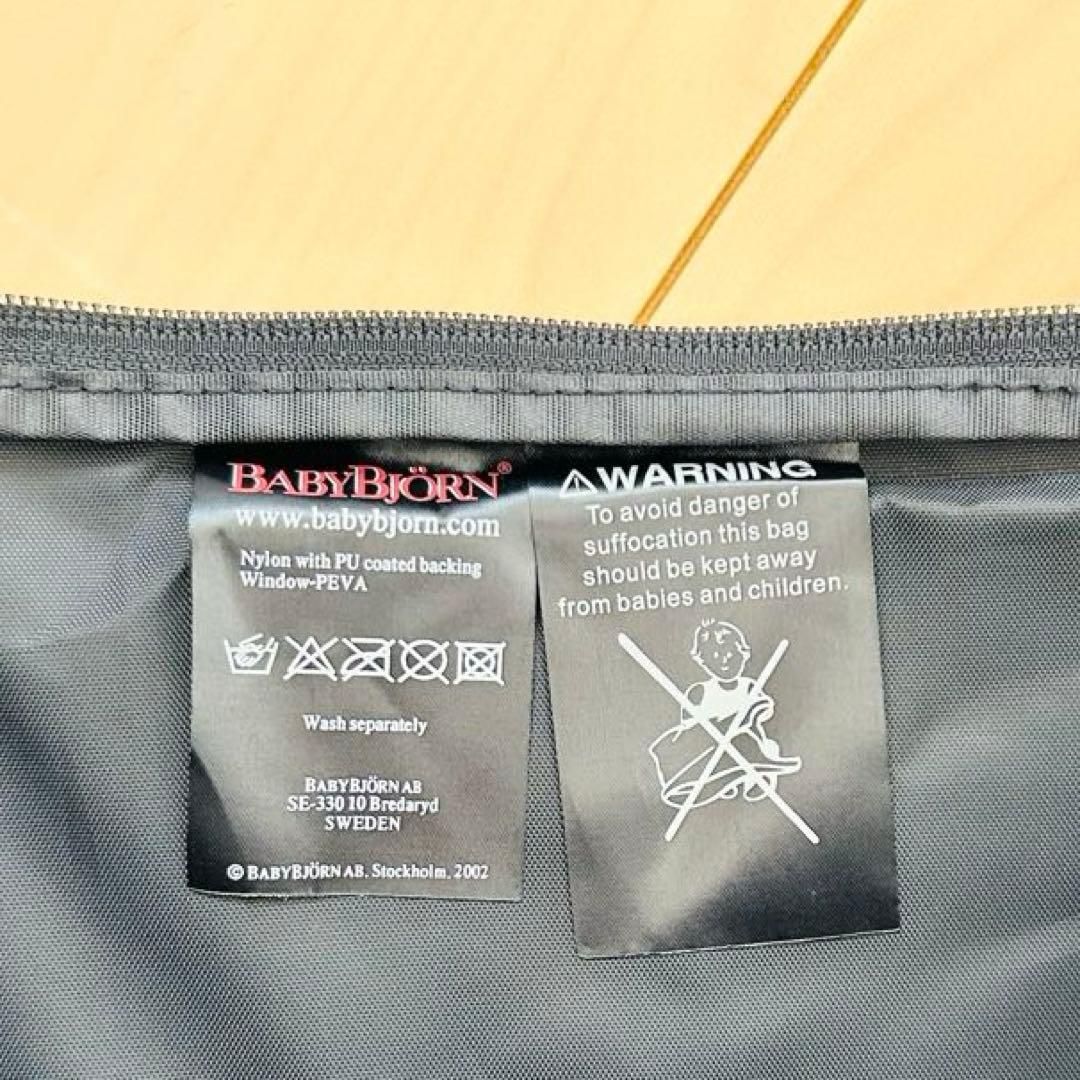 BABYBJÖRN®
www.babybjorn.com
Nylon with PU coated backing
Window-PEVA
Wash separately
BABYBJÖRN AB
SE-330 10 Bredaryd
SWEDEN
© BABYBJÖRN AB. Stockholm. 2002
⚠WARNING
To avoid danger of
suffocation this bag
should be kept away
from babies and children.